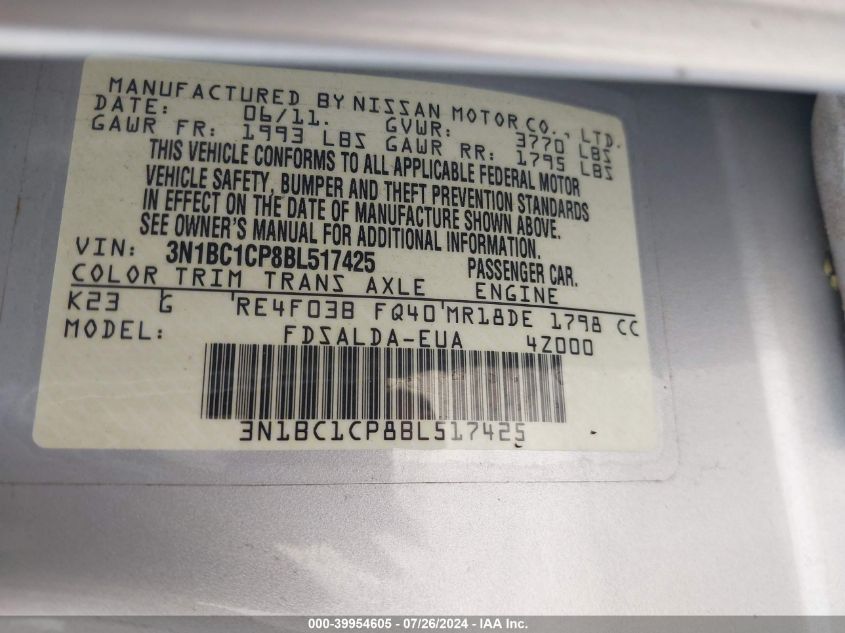 MANUFACTURED BY NISSAN MOTOR CO., LTD.
DATE: 06/11. GVWR: 3770 LBS
GAWR FR: 1993 LBS GAWR RR: 1795 LBS
THIS VEHICLE CONFORMS TO ALL APPLICABLE FEDERAL MOTOR
VEHICLE SAFETY, BUMPER AND THEFT PREVENTION STANDARDS
IN EFFECT ON THE DATE OF MANUFACTURE SHOWN ABOVE.
SEE OWNER'S MANUAL FOR ADDITIONAL INFORMATION.
VIN: 3N1BC1CP8BL517425 PASSENGER CAR.
COLOR TRIM TRANS AXLE ENGINE
K23 G RE4F03B FQ40 MR18DE 1798 CC
MODEL: FDSALDA-EUA 4Z000
3N1BC1CP8BL517425
000-39954605 - 07/26/2024 - IAA Inc.